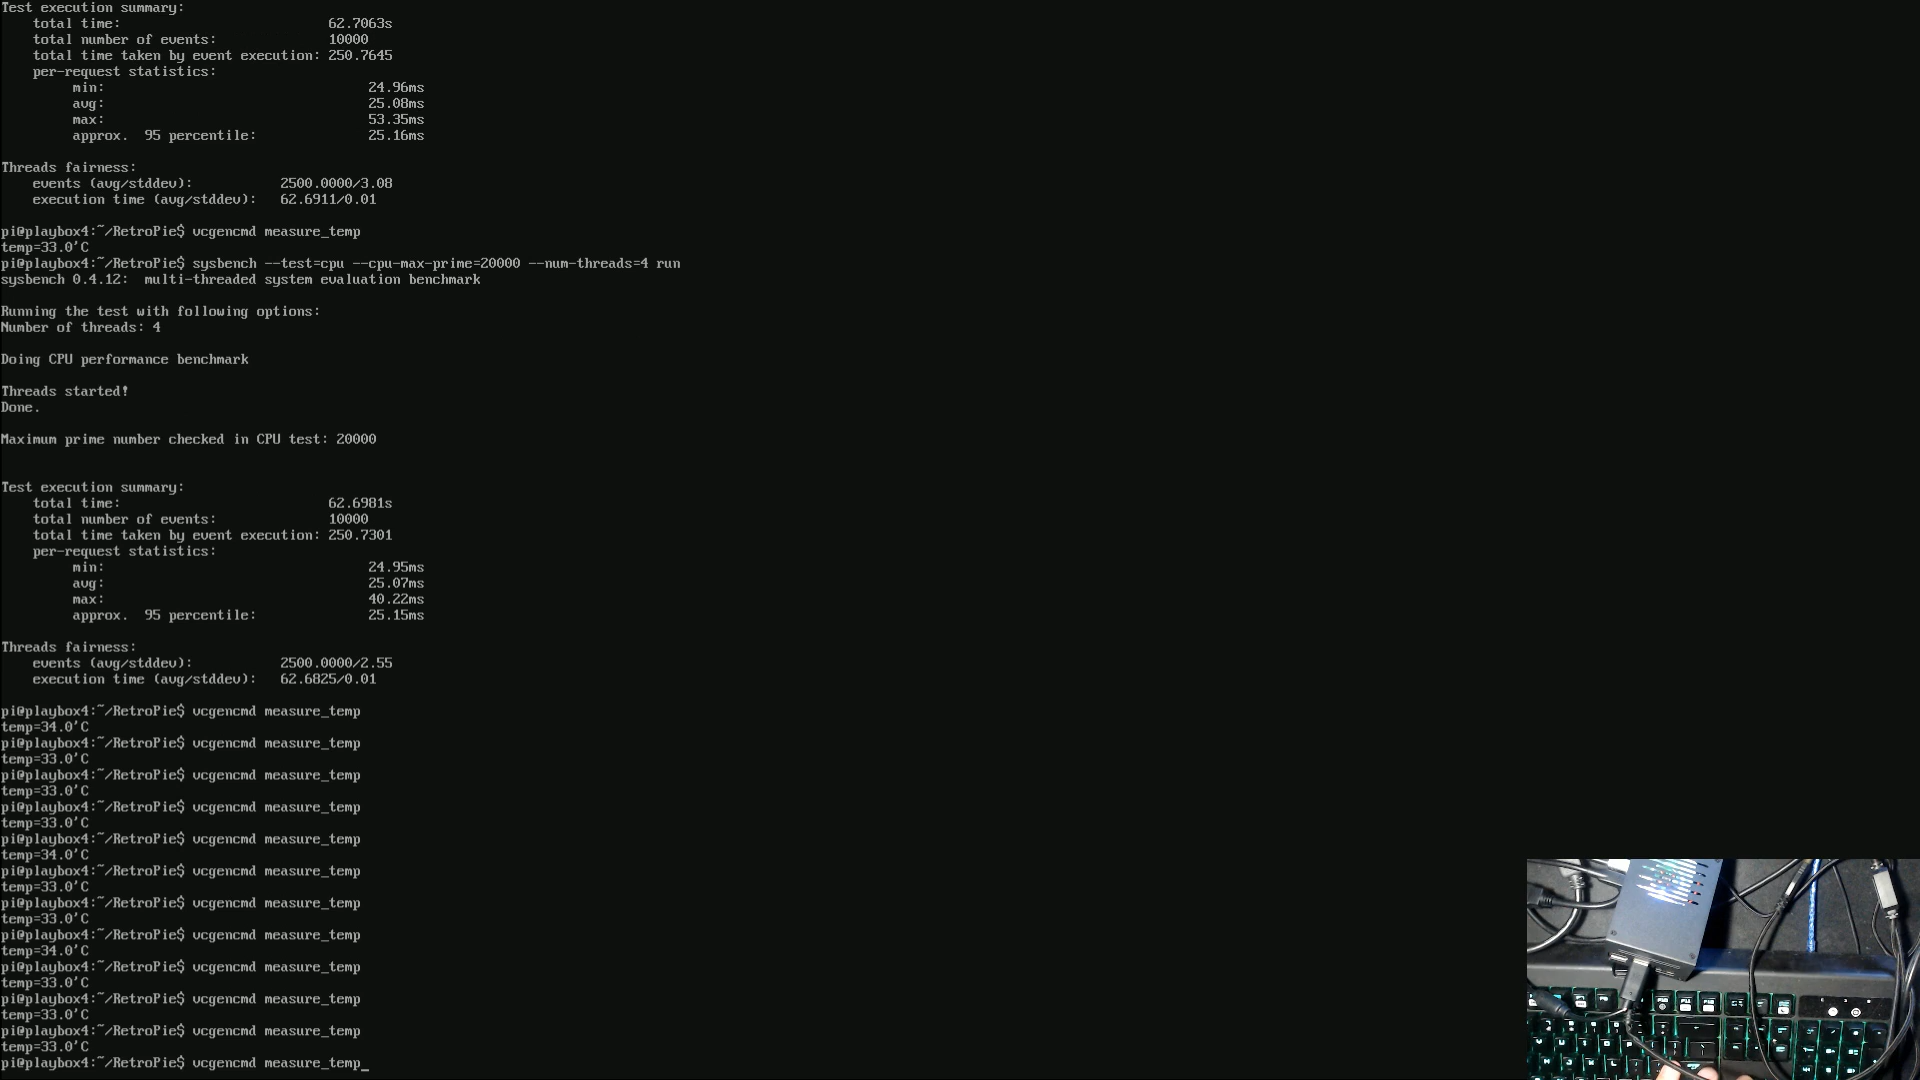 Test execution summary:
total time: 62.7063s
total number of events: 10000
total time taken by event execution: 250.7645
per-request statistics:
min: 24.96ms
avg: 25.08ms
max: 53.35ms
approx.  95 percentile: 25.16ms
Threads fairness:
events (avg/stddev): 2500.0000/3.08
execution time (avg/stddev): 62.6911/0.01
pi@playbox4:~/RetroPie$ vcgencmd measure_temp
temp=33.0'C
pi@playbox4:~/RetroPie$ sysbench --test=cpu --cpu-max-prime=20000 --num-threads=4 run
sysbench 0.4.12:  multi-threaded system evaluation benchmark
Running the test with following options:
Number of threads: 4
Doing CPU performance benchmark
Threads started!
Done.
Maximum prime number checked in CPU test: 20000
Test execution summary:
total time: 62.6981s
total number of events: 10000
total time taken by event execution: 250.7301
per-request statistics:
min: 24.95ms
avg: 25.07ms
max: 40.22ms
approx.  95 percentile: 25.15ms
Threads fairness:
events (avg/stddev): 2500.0000/2.55
execution time (avg/stddev): 62.6825/0.01
pi@playbox4:~/RetroPie$ vcgencmd measure_temp
temp=34.0'C
pi@playbox4:~/RetroPie$ vcgencmd measure_temp
temp=33.0'C
pi@playbox4:~/RetroPie$ vcgencmd measure_temp
temp=33.0'C
pi@playbox4:~/RetroPie$ vcgencmd measure_temp
temp=33.0'C
pi@playbox4:~/RetroPie$ vcgencmd measure_temp
temp=34.0'C
pi@playbox4:~/RetroPie$ vcgencmd measure_temp
temp=33.0'C
pi@playbox4:~/RetroPie$ vcgencmd measure_temp
temp=33.0'C
pi@playbox4:~/RetroPie$ vcgencmd measure_temp
temp=34.0'C
pi@playbox4:~/RetroPie$ vcgencmd measure_temp
temp=33.0'C
pi@playbox4:~/RetroPie$ vcgencmd measure_temp
temp=33.0'C
pi@playbox4:~/RetroPie$ vcgencmd measure_temp
temp=33.0'C
pi@playbox4:~/RetroPie$ vcgencmd measure_temp_